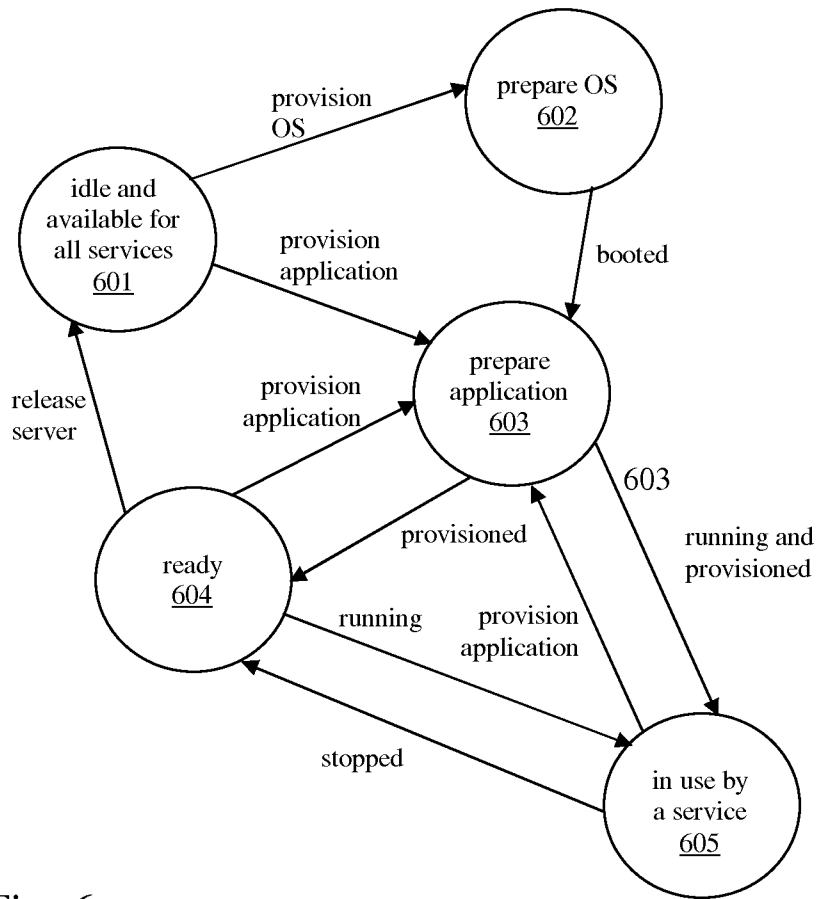 prepare OS
602
provision
OS
idle and
available for
all services
601
provision
application
booted
prepare
application
603
provision
application
release
server
603
provisioned
running and
provisioned
ready
604
running
provision
application
stopped
in use by
a service
605